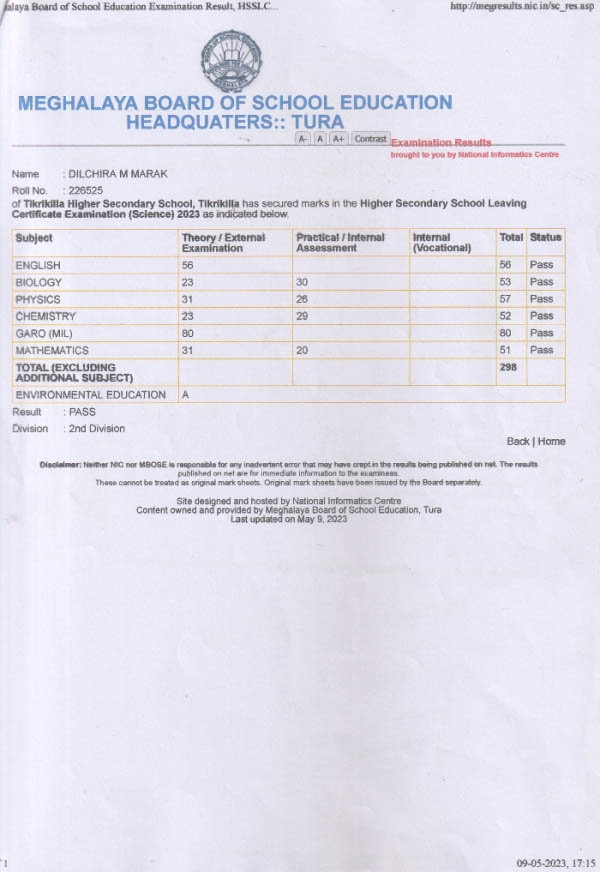 alaya Board of School Education Examination Result, HSSLC... http://megresults.nic.in/sc_res.asp
BOARD OF SCHOOL EDUCATION
MEGHALAYA
MEGHALAYA BOARD OF SCHOOL EDUCATION
HEADQUATERS:: TURA
A- A A+ Contrast Examination Results
brought to you by National Informatics Centre
Name : DILCHIRA M MARAK
Roll No. : 226525
of Tikrikilla Higher Secondary School, Tikrikilla has secured marks in the Higher Secondary School Leaving
Certificate Examination (Science) 2023 as indicated below.
Subject Theory / External Examination Practical / Internal Assessment Internal (Vocational) Total Status
ENGLISH 56 56 Pass
BIOLOGY 23 30 53 Pass
PHYSICS 31 26 57 Pass
CHEMISTRY 23 29 52 Pass
GARO (MIL) 80 80 Pass
MATHEMATICS 31 20 51 Pass
TOTAL (EXCLUDING
ADDITIONAL SUBJECT) 298
ENVIRONMENTAL EDUCATION A
Result : PASS
Division : 2nd Division
Back | Home
Disclaimer: Neither NIC nor MBOSE is responsible for any inadvertent error that may have crept in the results being published on net. The results
published on net are for immediate information to the examinees.
These cannot be treated as original mark sheets. Original mark sheets have been issued by the Board separately.
Site designed and hosted by National Informatics Centre
Content owned and provided by Meghalaya Board of School Education, Tura
Last updated on May 9, 2023
1 09-05-2023, 17:15